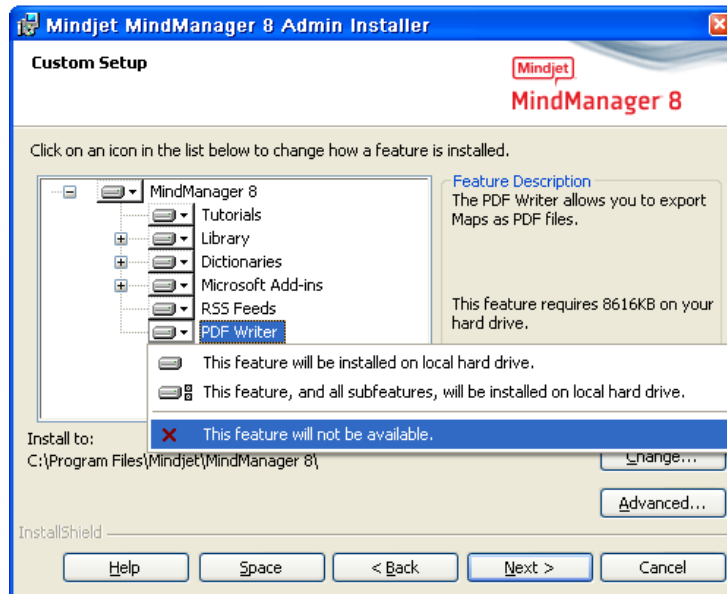 Mindjet MindManager 8 Admin Installer
Custom Setup
Mindjet
MindManager 8
Click on an icon in the list below to change how a feature is installed.
MindManager 8
Tutorials
Library
Dictionaries
Microsoft Add-ins
RSS Feeds
PDF Writer
Feature Description
The PDF Writer allows you to export
Maps as PDF files.
This feature requires 8616KB on your
hard drive.
This feature will be installed on local hard drive.
This feature, and all subfeatures, will be installed on local hard drive.
This feature will not be available.
Install to:
C:\Program Files\Mindjet\MindManager 8\
Change...
Advanced...
InstallShield
Help
Space
< Back
Next >
Cancel